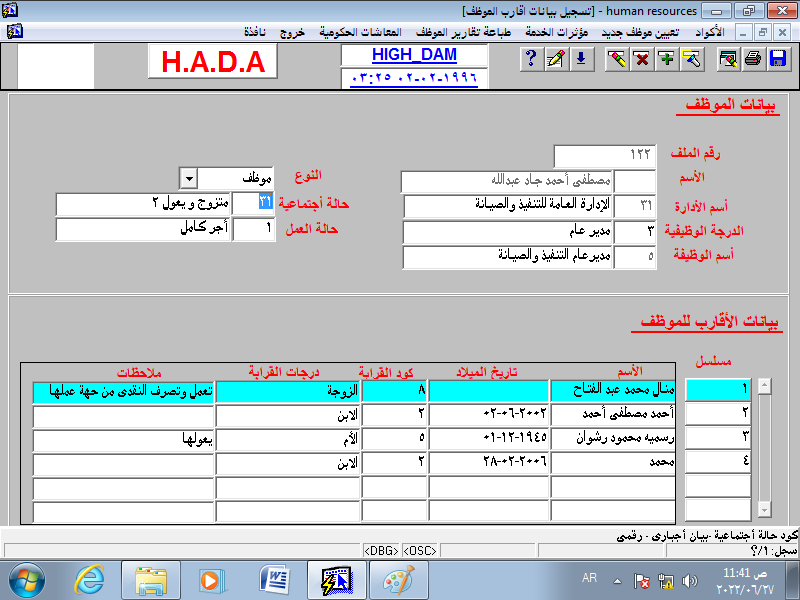 human resources - [تسجيل بيانات أقارب الموظف]
الأكواد تعيين موظف جديد مؤثرات الخدمة طباعة تقارير الموظف المعاشات الحكومية خروج نافذة
H.A.D.A
HIGH_DAM
٠٣:٢٥ ٠٢-٠٢-١٩٩٦
بيانات الموظف
رقم الملف ١٢٢
الأسم مصطفى أحمد جاد عبدالله
النوع موظف
أسم الأدارة ٣١ الإدارة العامة للتنفيذ والصيانة
حالة أجتماعية ٣١ متزوج و يعول ٢
الدرجة الوظيفية ٣ مدير عام
حالة العمل ١ أجر كامل
أسم الوظيفة ٥ مديرعام التنفيذ والصيانة
بيانات الأقارب للموظف
مسلسل الأسم تاريخ الميلاد كود القرابة درجات القرابة ملاحظات
١ منال محمد عبد الفتاح ٨ الزوجة تعمل وتصرف النقدى من جهة عملها
٢ أحمد مصطفى أحمد ٠٢-٠٦-٢٠٠٢ ٢ الابن
٣ رسميه محمود رشوان ٠١-١٢-١٩٤٥ ٥ الأم يعولها
٤ محمد ٢٨-٠٢-٢٠٠٦ ٢ الابن
كود حالة أجتماعية -بيان أجبارى - رقمى
سجل: ١/؟
<OSC> <DBG>
AR
11:41 ص
٢٠٢٢/٠٦/٢٧